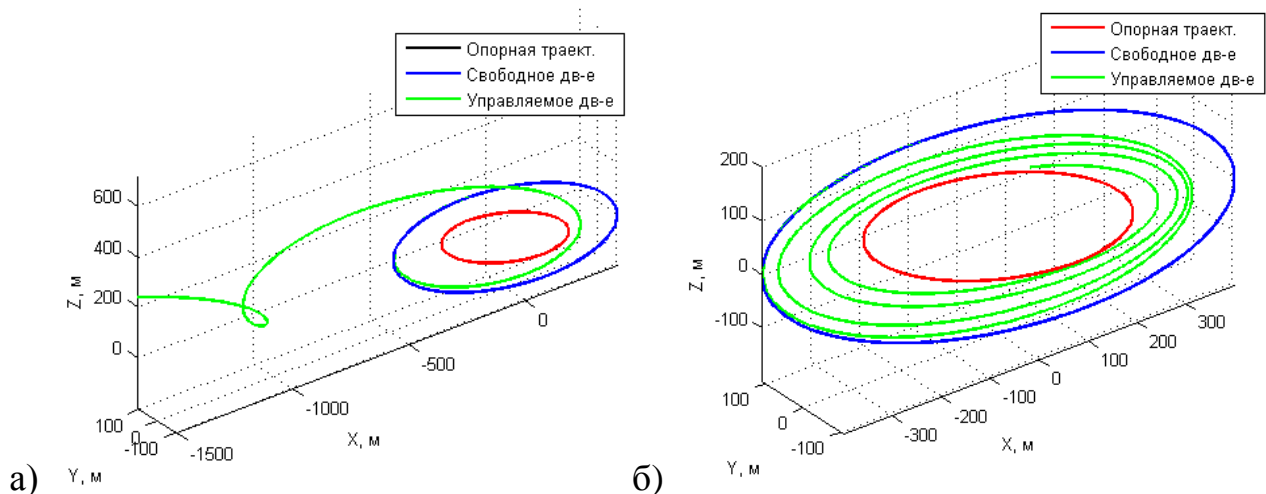 Опорная траект.
Свободное дв-е
Управляемое дв-е
600
400
200
0
Z, м
100
0
-100
Y, м
-1500
-1000
-500
0
X, м
а)
Опорная траект.
Свободное дв-е
Управляемое дв-е
200
100
0
-100
Z, м
100
0
-100
Y, м
-300
-200
-100
0
100
200
300
X, м
б)